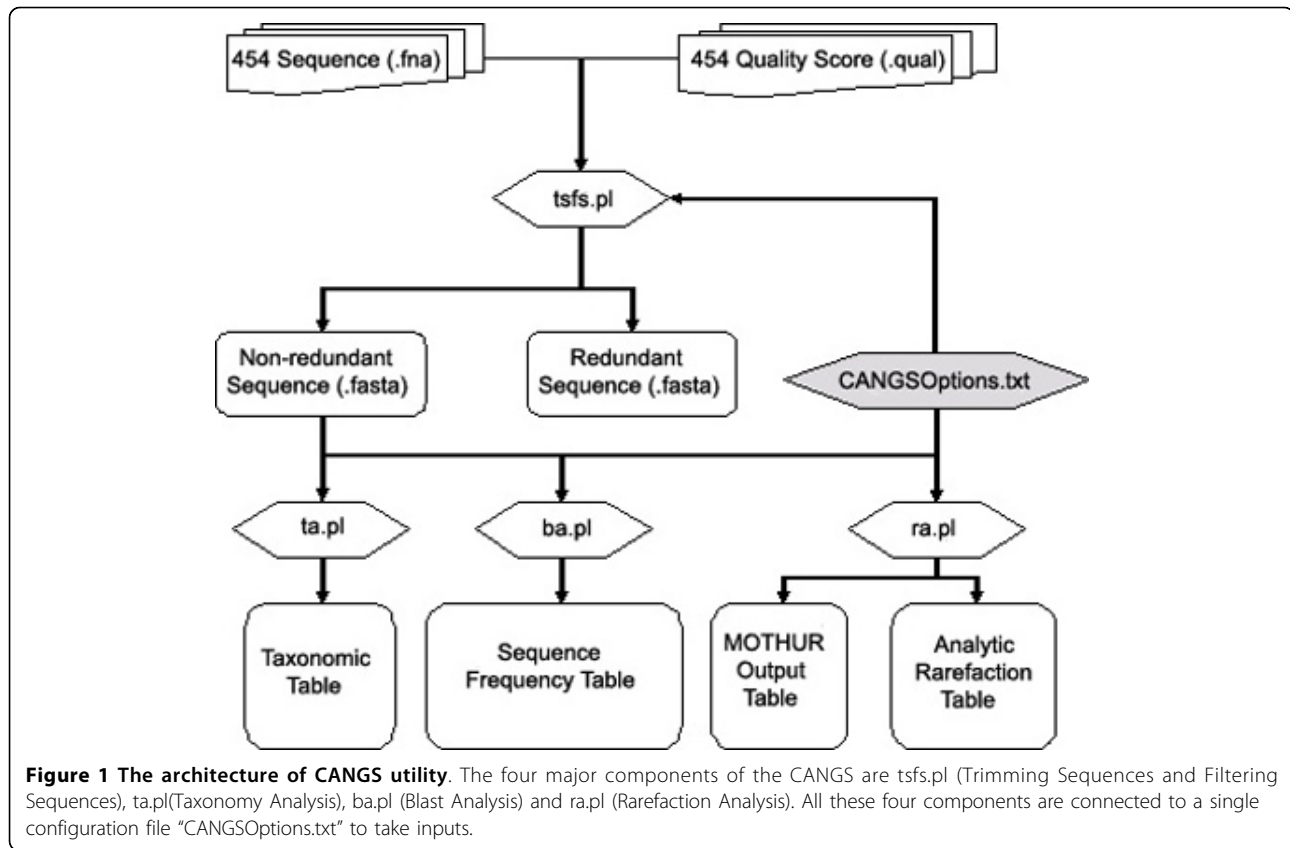 454 Sequence (.fna)
454 Quality Score (.qual)
tsfs.pl
Non-redundant
Sequence (.fasta)
Redundant
Sequence (.fasta)
CANGSOptions.txt
ta.pl
ba.pl
ra.pl
Taxonomic
Table
Sequence
Frequency Table
MOTHUR
Output
Table
Analytic
Rarefaction
Table
Figure 1 The architecture of CANGS utility. The four major components of the CANGS are tsfs.pl (Trimming Sequences and Filtering
Sequences), ta.pl(Taxonomy Analysis), ba.pl (Blast Analysis) and ra.pl (Rarefaction Analysis). All these four components are connected to a single
configuration file “CANGSOptions.txt” to take inputs.